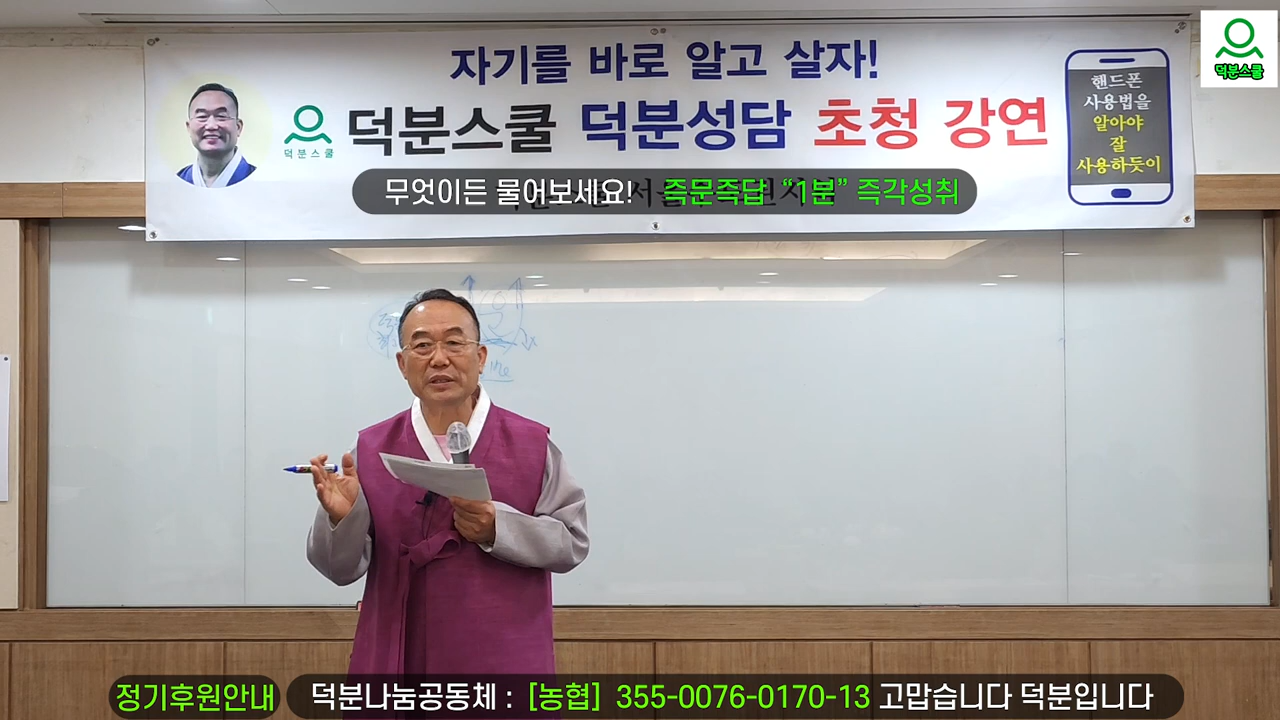 자기를 바로 알고 살자!
덕분스쿨
덕분스쿨 덕분성담 초청 강연
핸드폰
사용법을
알아야
잘
사용하듯이
덕분스쿨
무엇이든 물어보세요! 즉문즉답 “1분” 즉각성취
정기후원안내 덕분나눔공동체 : [농협] 355-0076-0170-13 고맙습니다 덕분입니다